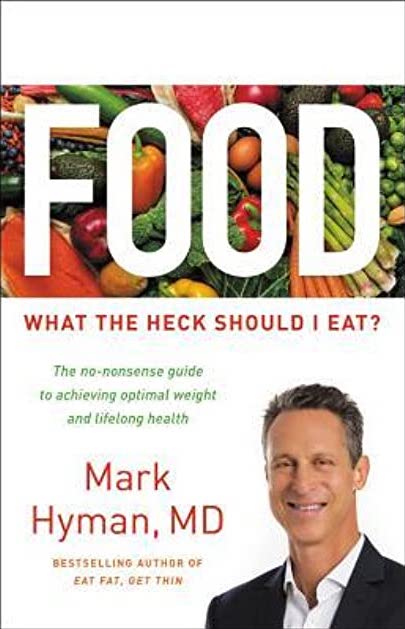 FOOD
WHAT THE HECK SHOULD I EAT?
The no-nonsense guide
to achieving optimal weight
and lifelong health
Mark
Hyman, MD
BESTSELLING AUTHOR OF
EAT FAT, GET THIN